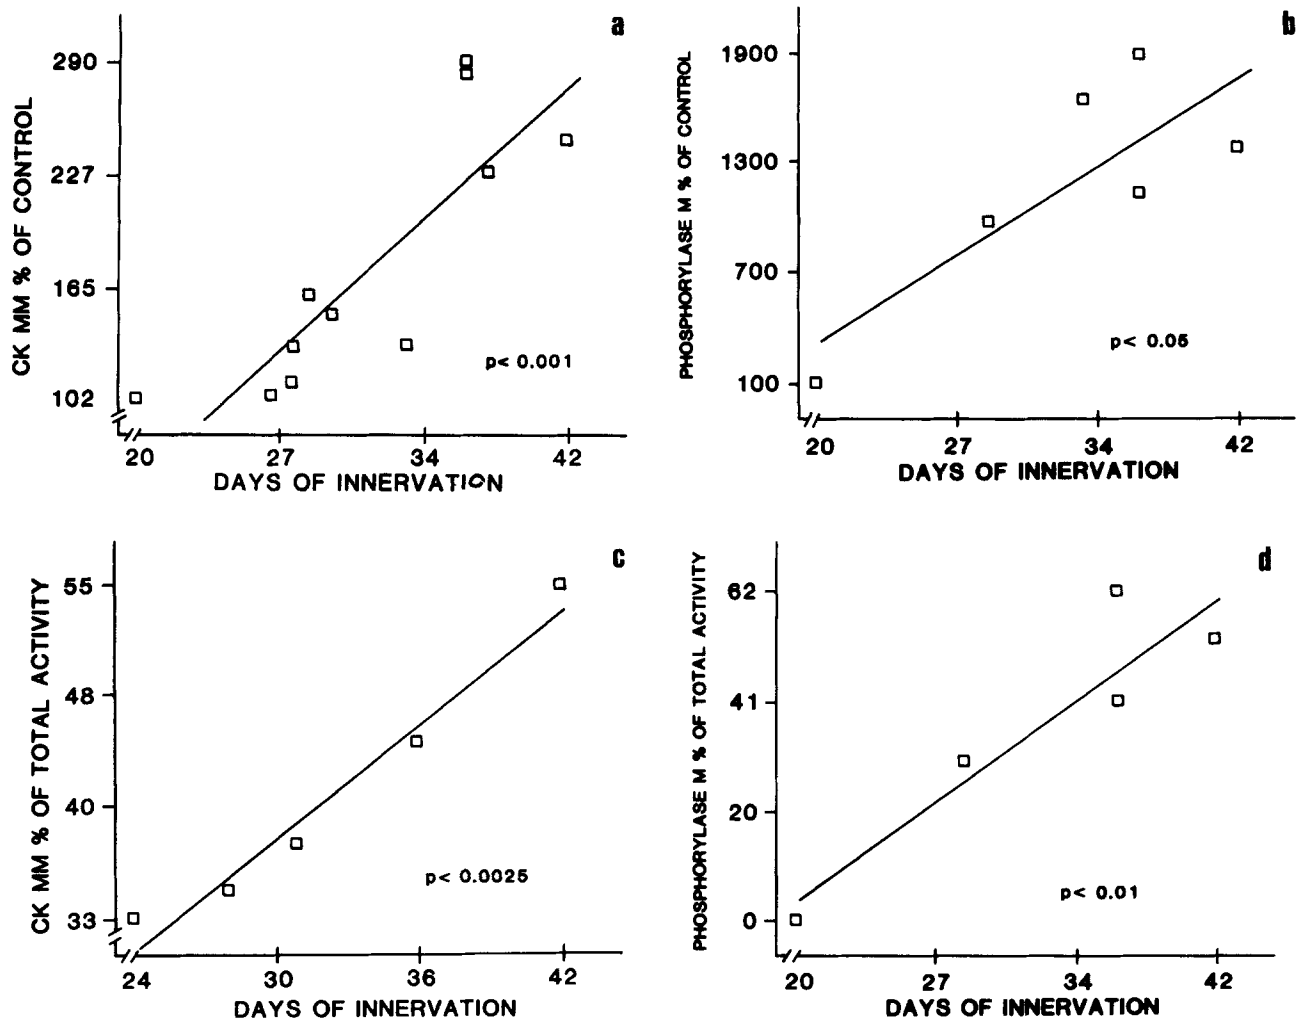 a
CK MM % OF CONTROL
290
227
165
102
p< 0.001
20 27 34 42
DAYS OF INNERVATION
b
PHOSPHORYLASE M % OF CONTROL
1900
1300
700
100
p< 0.05
20 27 34 42
DAYS OF INNERVATION
c
CK MM % OF TOTAL ACTIVITY
55
48
40
33
p< 0.0025
24 30 36 42
DAYS OF INNERVATION
d
PHOSPHORYLASE M % OF TOTAL ACTIVITY
62
41
20
0
p< 0.01
20 27 34 42
DAYS OF INNERVATION